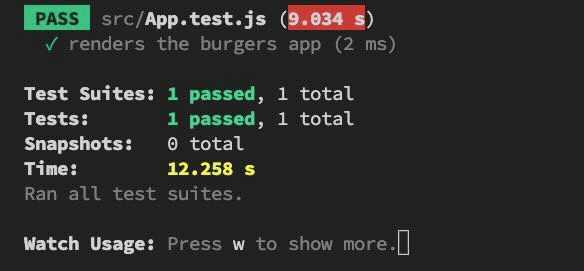 PASS src/App.test.js (9.034 s)
✓ renders the burgers app (2 ms)
Test Suites: 1 passed, 1 total
Tests: 1 passed, 1 total
Snapshots: 0 total
Time: 12.258 s
Ran all test suites.
Watch Usage: Press w to show more.